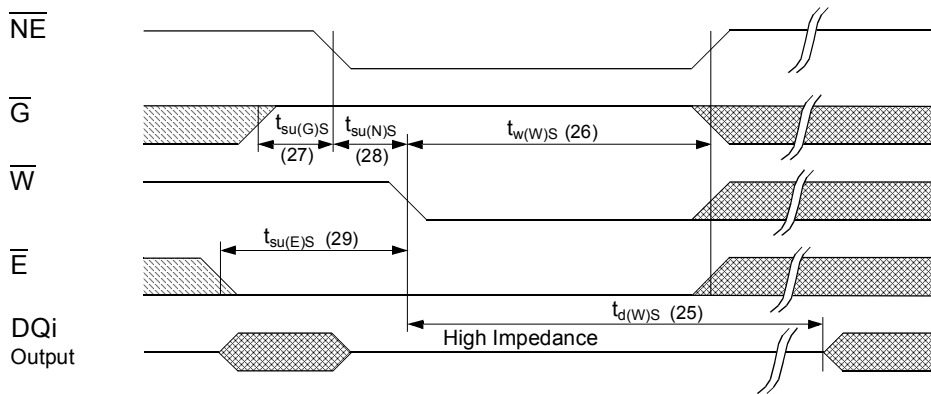 NE
G
t_su(G)S t_su(N)S t_w(W)S (26)
(27) (28)
W
t_su(E)S (29)
E
t_d(W)S (25)
DQi
High Impedance
Output